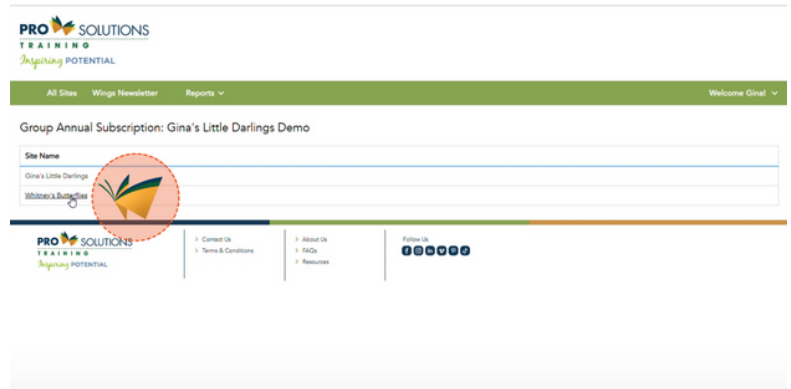 PRO SOLUTIONS
TRAINING
Inspiring POTENTIAL
All Sites Wings Newsletter Reports Welcome Gina!
Group Annual Subscription: Gina's Little Darlings Demo
Site Name
Gina's Little Darlings
Whitney's Butterflies
PRO SOLUTIONS
TRAINING
Inspiring POTENTIAL
> Contact Us
> Terms & Conditions
> About Us
> FAQs
> Resources
Follow Us